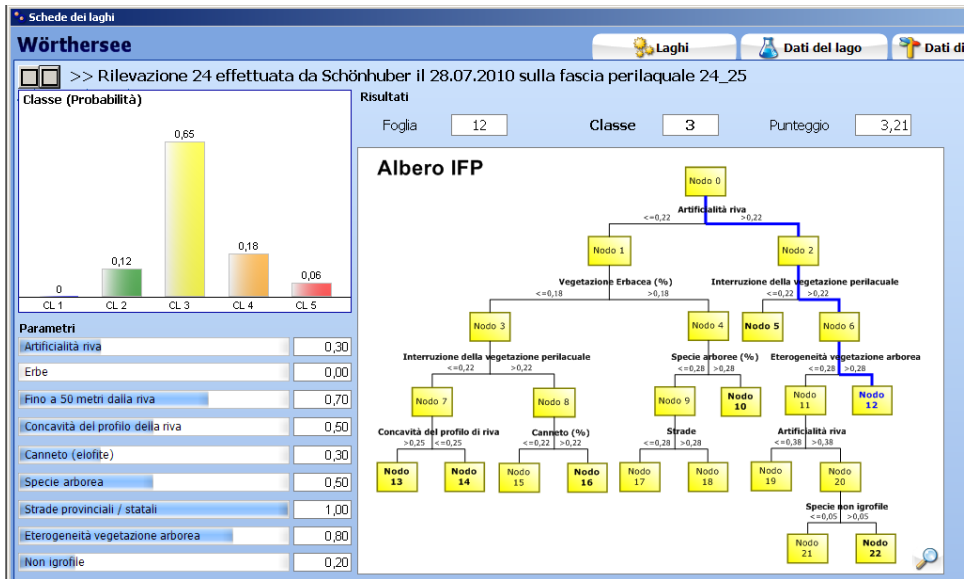 Schede dei laghi
Wörthersee
Laghi
Dati del lago
Dati di
>> Rilevazione 24 effettuata da Schönhuber il 28.07.2010 sulla fascia perilaquale 24_25
Classe (Probabilità)
0,65
0,18
0,12
0,06
0
CL 1 CL 2 CL 3 CL 4 CL 5
Risultati
Foglia 12 Classe 3 Punteggio 3,21
Albero IFP
Nodo 0
Artificialità riva
<=0,22 >0,22
Nodo 1 Nodo 2
Vegetazione Erbacea (%) Interruzione della vegetazione perilacuale
<=0,18 >0,18 <=0,22 >0,22
Nodo 3 Nodo 4 Nodo 5 Nodo 6
Interruzione della vegetazione perilacuale Specie arboree (%) Eterogeneità vegetazione arborea
<=0,22 >0,22 <=0,28 >0,28 <=0,28 >0,28
Nodo 7 Nodo 8 Nodo 9 Nodo 10 Nodo 11 Nodo 12
Concavità del profilo di riva Canneto (%) Strade Artificialità riva
>0,25 <=0,25 <=0,22 >0,22 <=0,28 >0,28 <=0,38 >0,38
Nodo 13 Nodo 14 Nodo 15 Nodo 16 Nodo 17 Nodo 18 Nodo 19 Nodo 20
Specie non igrofile
<=0,05 >0,05
Nodo 21 Nodo 22
Parametri
Artificialità riva 0,30
Erbe 0,00
Fino a 50 metri dalla riva 0,70
Concavità del profilo della riva 0,50
Canneto (elofite) 0,30
Specie arborea 0,50
Strade provinciali / statali 1,00
Eterogeneità vegetazione arborea 0,80
Non igrofile 0,20